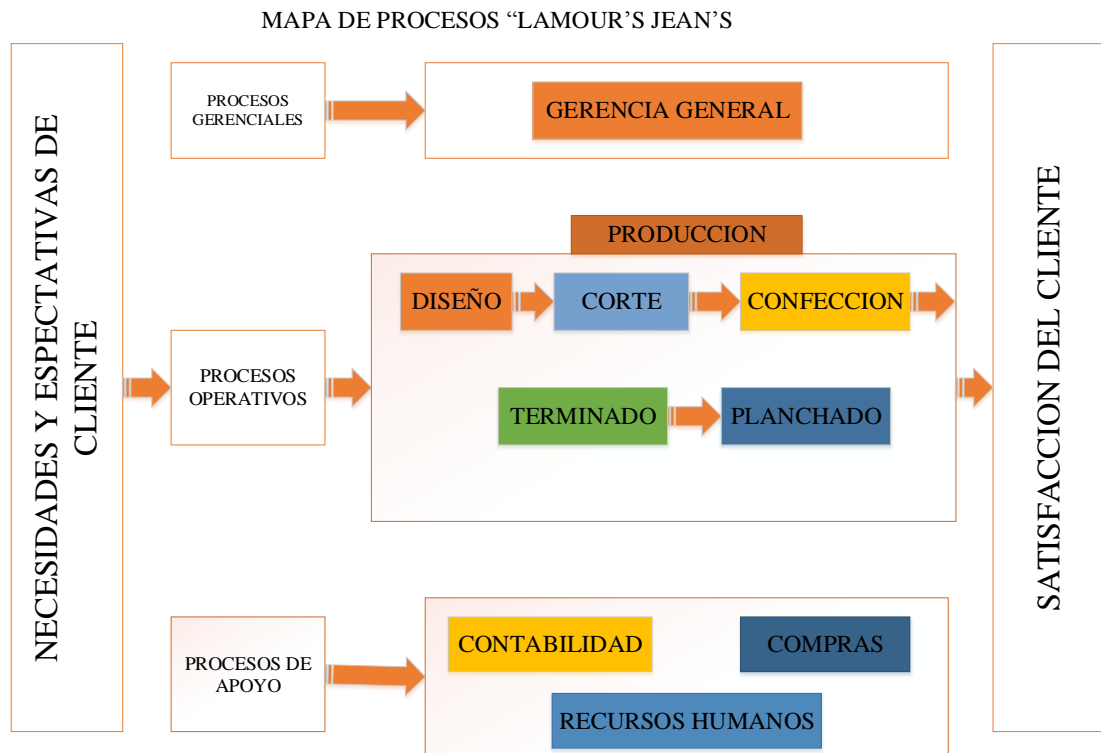 MAPA DE PROCESOS “LAMOUR’S JEAN’S
NECESIDADES Y ESPECTATIVAS DE
CLIENTE
PROCESOS
GERENCIALES
GERENCIA GENERAL
PRODUCCION
PROCESOS
OPERATIVOS
DISEÑO
CORTE
CONFECCION
TERMINADO
PLANCHADO
PROCESOS DE
APOYO
CONTABILIDAD
COMPRAS
RECURSOS HUMANOS
SATISFACCION DEL CLIENTE